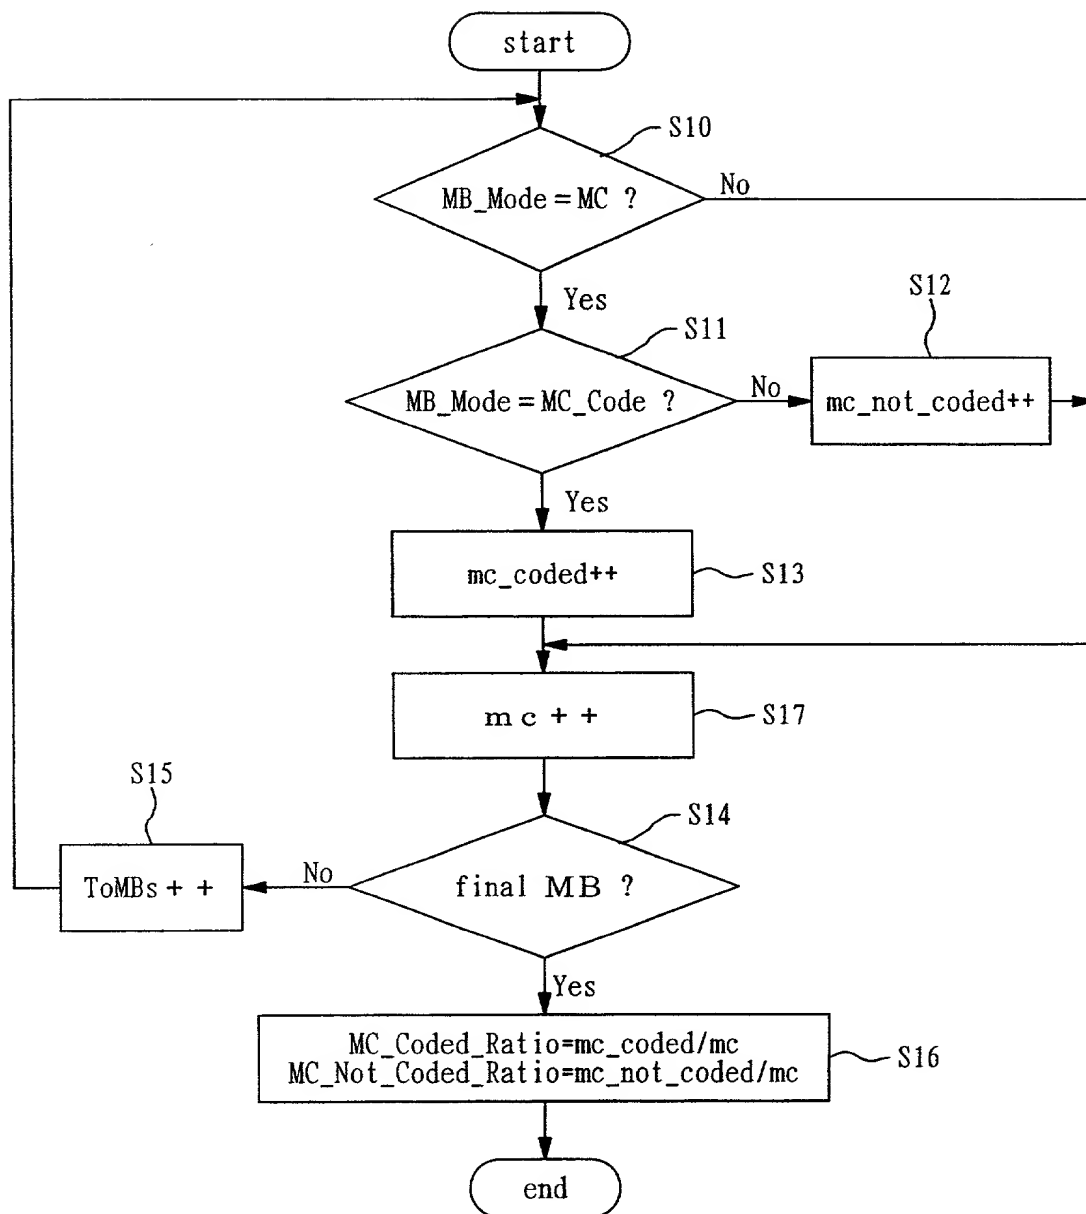 start
S10
MB_Mode=MC ?
No
Yes
S11
S12
MB_Mode=MC_Code ?
No
mc_not_coded++
Yes
mc_coded++
S13
mc++
S17
S15
S14
ToMBs++
No
final MB ?
Yes
MC_Coded_Ratio=mc_coded/mc
MC_Not_Coded_Ratio=mc_not_coded/mc
S16
end